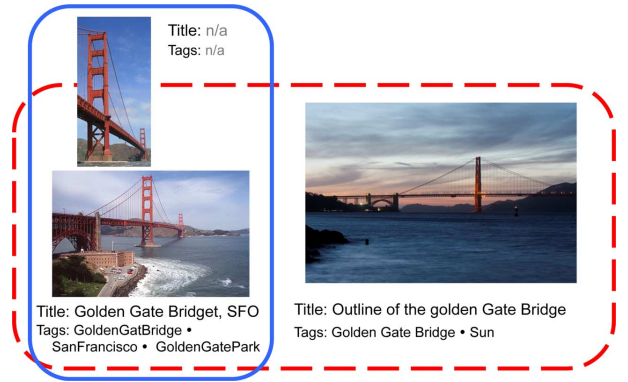 Title: n/a
Tags: n/a
Title: Golden Gate Bridget, SFO
Tags: GoldenGatBridge •
SanFrancisco • GoldenGatePark
Title: Outline of the golden Gate Bridge
Tags: Golden Gate Bridge • Sun